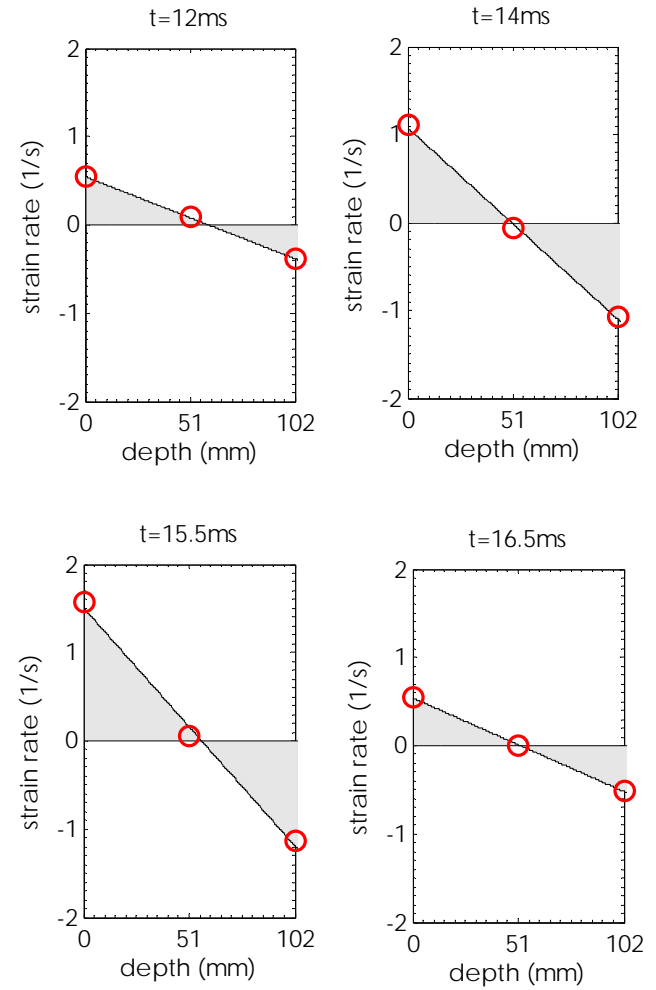 t=12ms
2
1
0
-1
-2
strain rate (1/s)
0
51
102
depth (mm)
t=14ms
2
1
0
-1
-2
strain rate (1/s)
0
51
102
depth (mm)
t=15.5ms
2
1
0
-1
-2
strain rate (1/s)
0
51
102
depth (mm)
t=16.5ms
2
1
0
-1
-2
strain rate (1/s)
0
51
102
depth (mm)